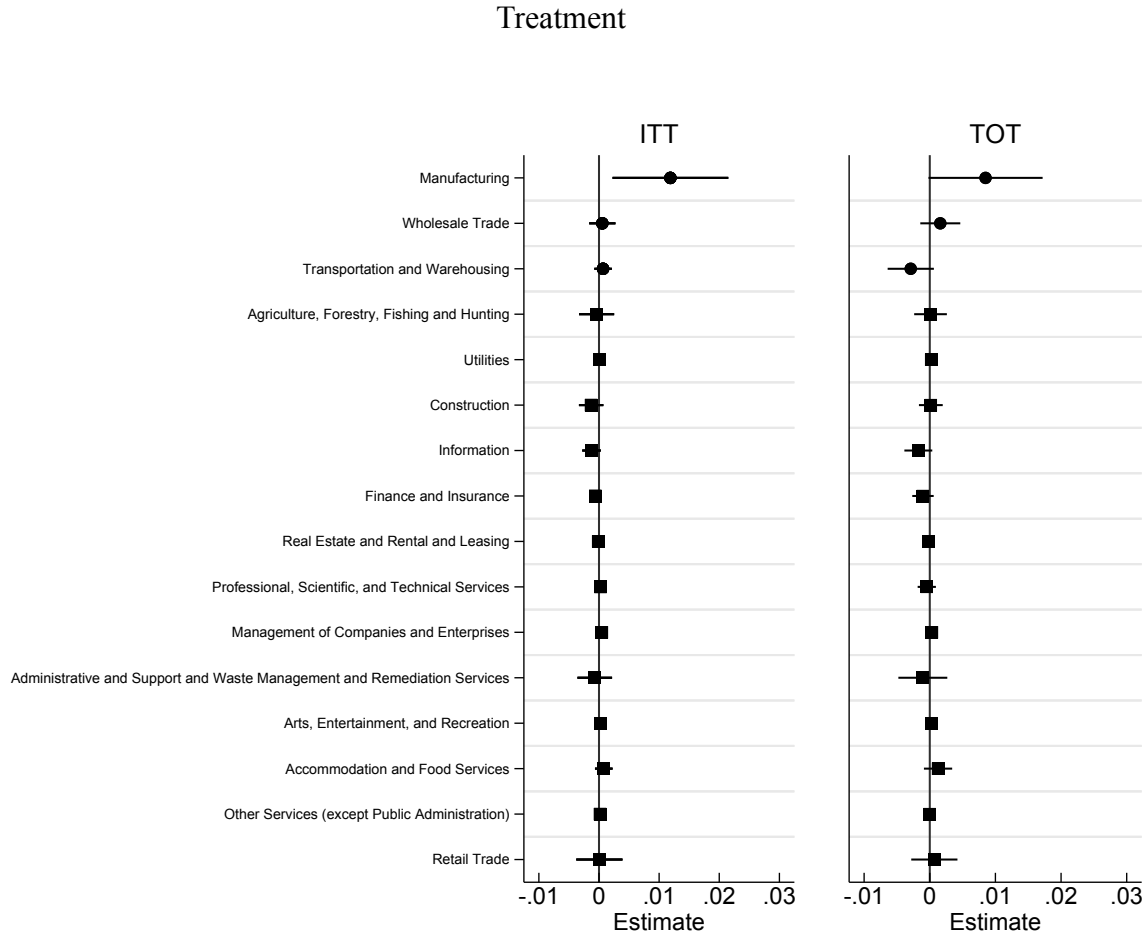 Treatment
ITT
TOT
Manufacturing
Wholesale Trade
Transportation and Warehousing
Agriculture, Forestry, Fishing and Hunting
Utilities
Construction
Information
Finance and Insurance
Real Estate and Rental and Leasing
Professional, Scientific, and Technical Services
Management of Companies and Enterprises
Administrative and Support and Waste Management and Remediation Services
Arts, Entertainment, and Recreation
Accommodation and Food Services
Other Services (except Public Administration)
Retail Trade
-.01 0 .01 .02 .03
Estimate
-.01 0 .01 .02 .03
Estimate